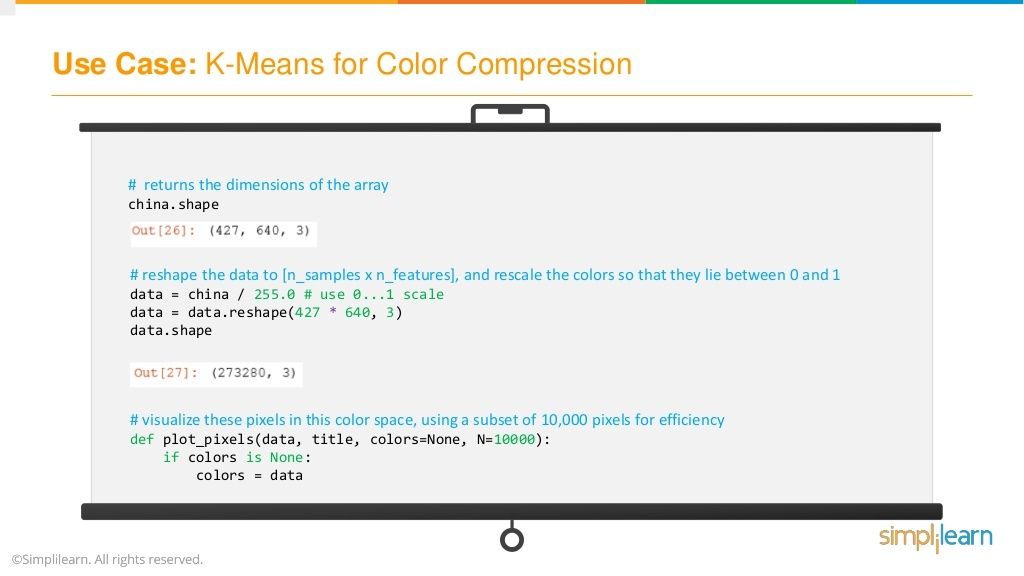 Use Case: K-Means for Color Compression
# returns the dimensions of the array
china.shape
Out[26]: (427, 640, 3)
# reshape the data to [n_samples x n_features], and rescale the colors so that they lie between 0 and 1
data = china / 255.0 # use 0...1 scale
data = data.reshape(427 * 640, 3)
data.shape
Out[27]: (273280, 3)
# visualize these pixels in this color space, using a subset of 10,000 pixels for efficiency
def plot_pixels(data, title, colors=None, N=10000):
    if colors is None:
        colors = data
simplilearn
©Simplilearn. All rights reserved.